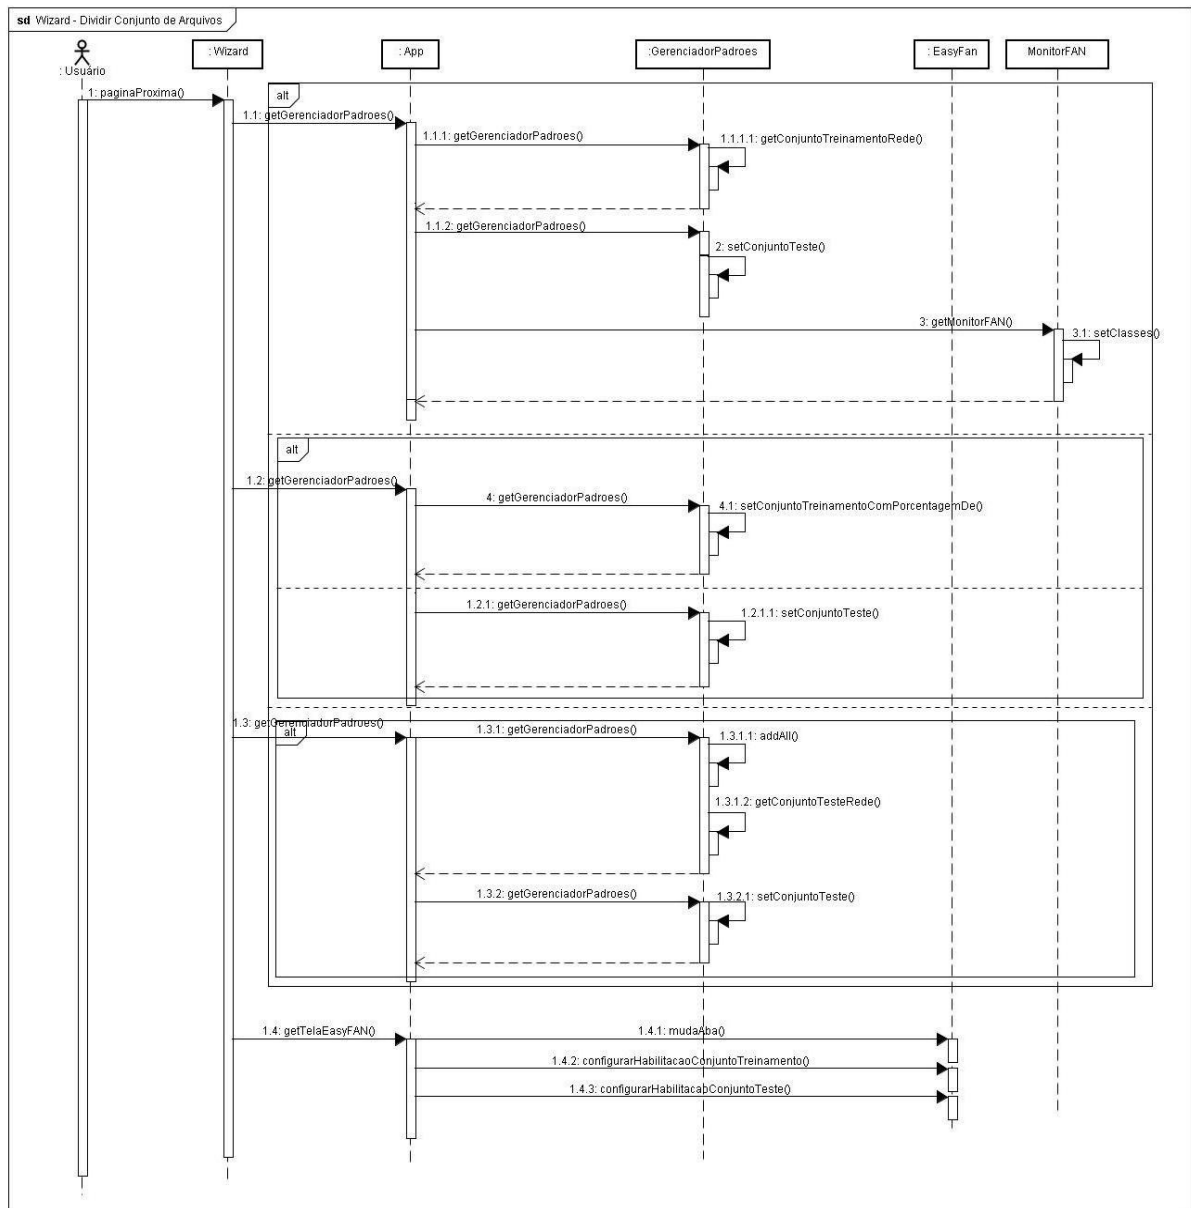 sd Wizard - Dividir Conjunto de Arquivos
: Usuário
: Wizard
: App
:GerenciadorPadroes
: EasyFan
MonitorFAN
1: paginaProxima()
alt
1.1: getGerenciadorPadroes()
1.1.1: getGerenciadorPadroes()
1.1.1.1: getConjuntoTreinamentoRede()
1.1.2: getGerenciadorPadroes()
2: setConjuntoTeste()
3: getMonitorFAN()
3.1: setClasses()
alt
1.2: getGerenciadorPadroes()
4: getGerenciadorPadroes()
4.1: setConjuntoTreinamentoComPorcentagemDe()
1.2.1: getGerenciadorPadroes()
1.2.1.1: setConjuntoTeste()
1.3: getGerenciadorPadroes()
alt
1.3.1: getGerenciadorPadroes()
1.3.1.1: addAll()
1.3.1.2: getConjuntoTesteRede()
1.3.2: getGerenciadorPadroes()
1.3.2.1: setConjuntoTeste()
1.4: getTelaEasyFAN()
1.4.1: mudaAba()
1.4.2: configurarHabilitacaoConjuntoTreinamento()
1.4.3: configurarHabilitacaoConjuntoTeste()